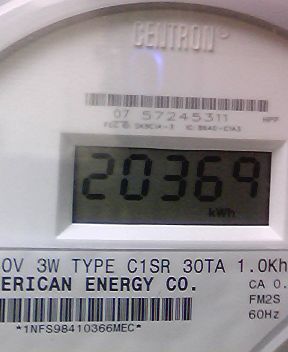 CENTRON®
07 57245311 HPP
20369
kWh
0V 3W TYPE C1SR 30TA 1.0Kh
ERICAN ENERGY CO.
CA 0.
FM2S
60Hz
*1NFS98410366MEC*